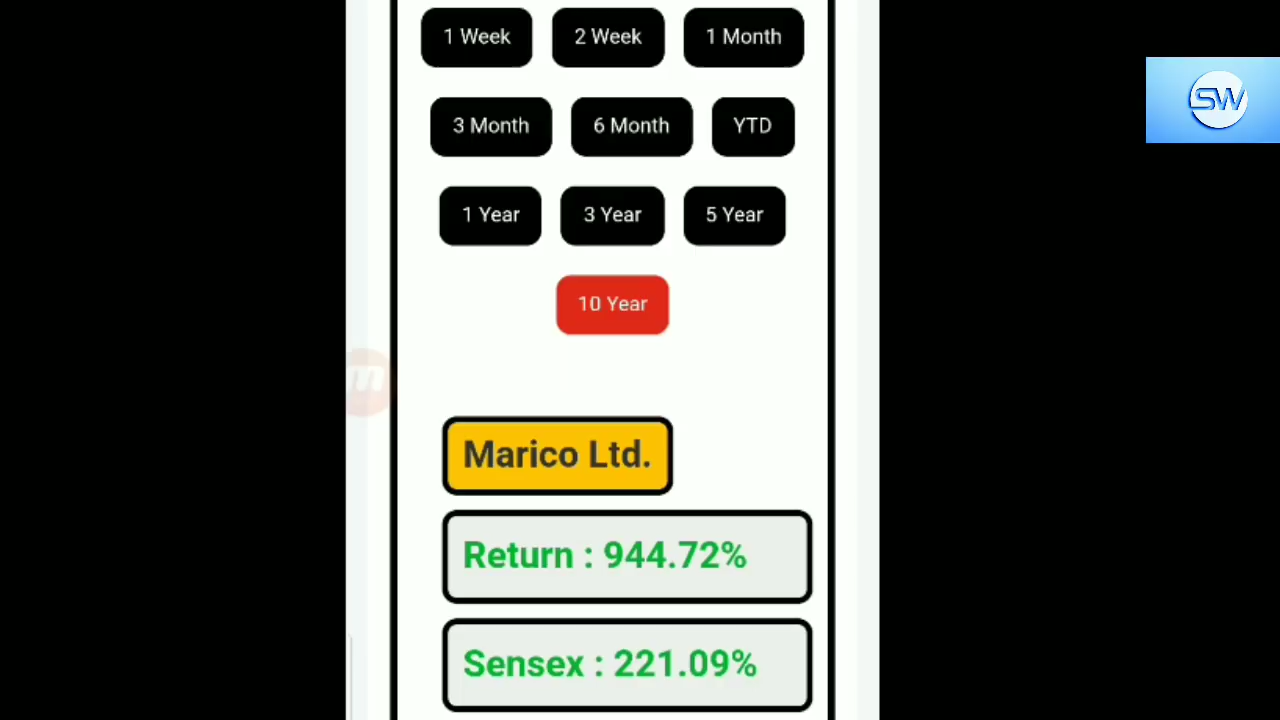 1 Week 2 Week 1 Month
SW
3 Month 6 Month YTD
1 Year 3 Year 5 Year
10 Year
m
Marico Ltd.
Return : 944.72%
Sensex : 221.09%